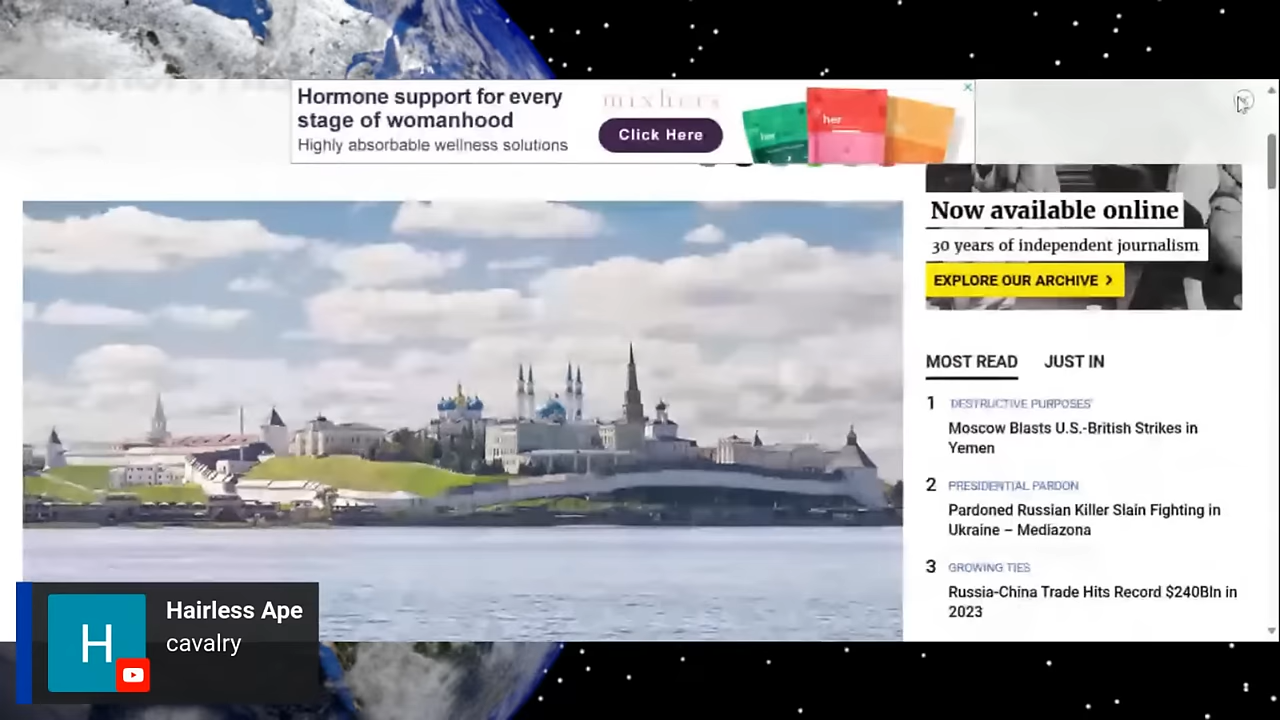 Hormone support for every
stage of womanhood
Highly absorbable wellness solutions
mixhers
Click Here
her
her
Now available online
30 years of independent journalism
EXPLORE OUR ARCHIVE >
MOST READ
JUST IN
1 'DESTRUCTIVE PURPOSES'
Moscow Blasts U.S.-British Strikes in
Yemen
2 PRESIDENTIAL PARDON
Pardoned Russian Killer Slain Fighting in
Ukraine – Mediazona
3 GROWING TIES
Russia-China Trade Hits Record $240Bln in
2023
H
Hairless Ape
cavalry